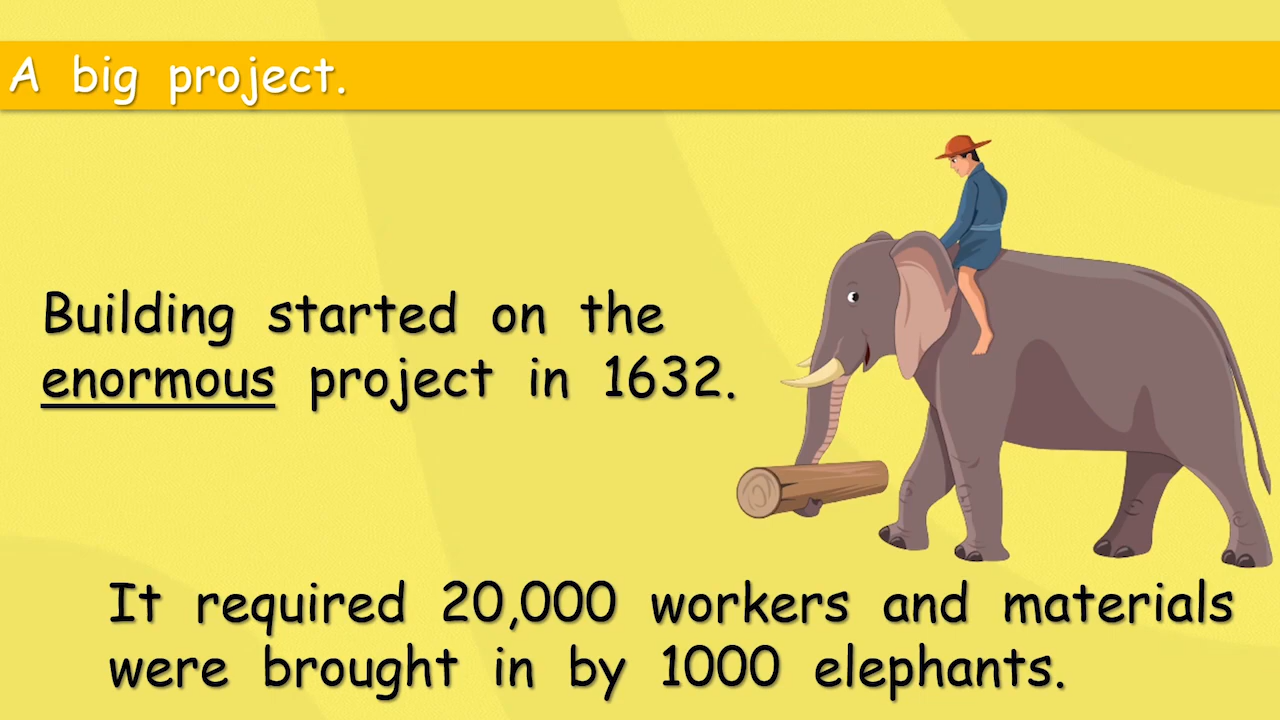 A big project.
Building started on the
enormous project in 1632.
It required 20,000 workers and materials
were brought in by 1000 elephants.